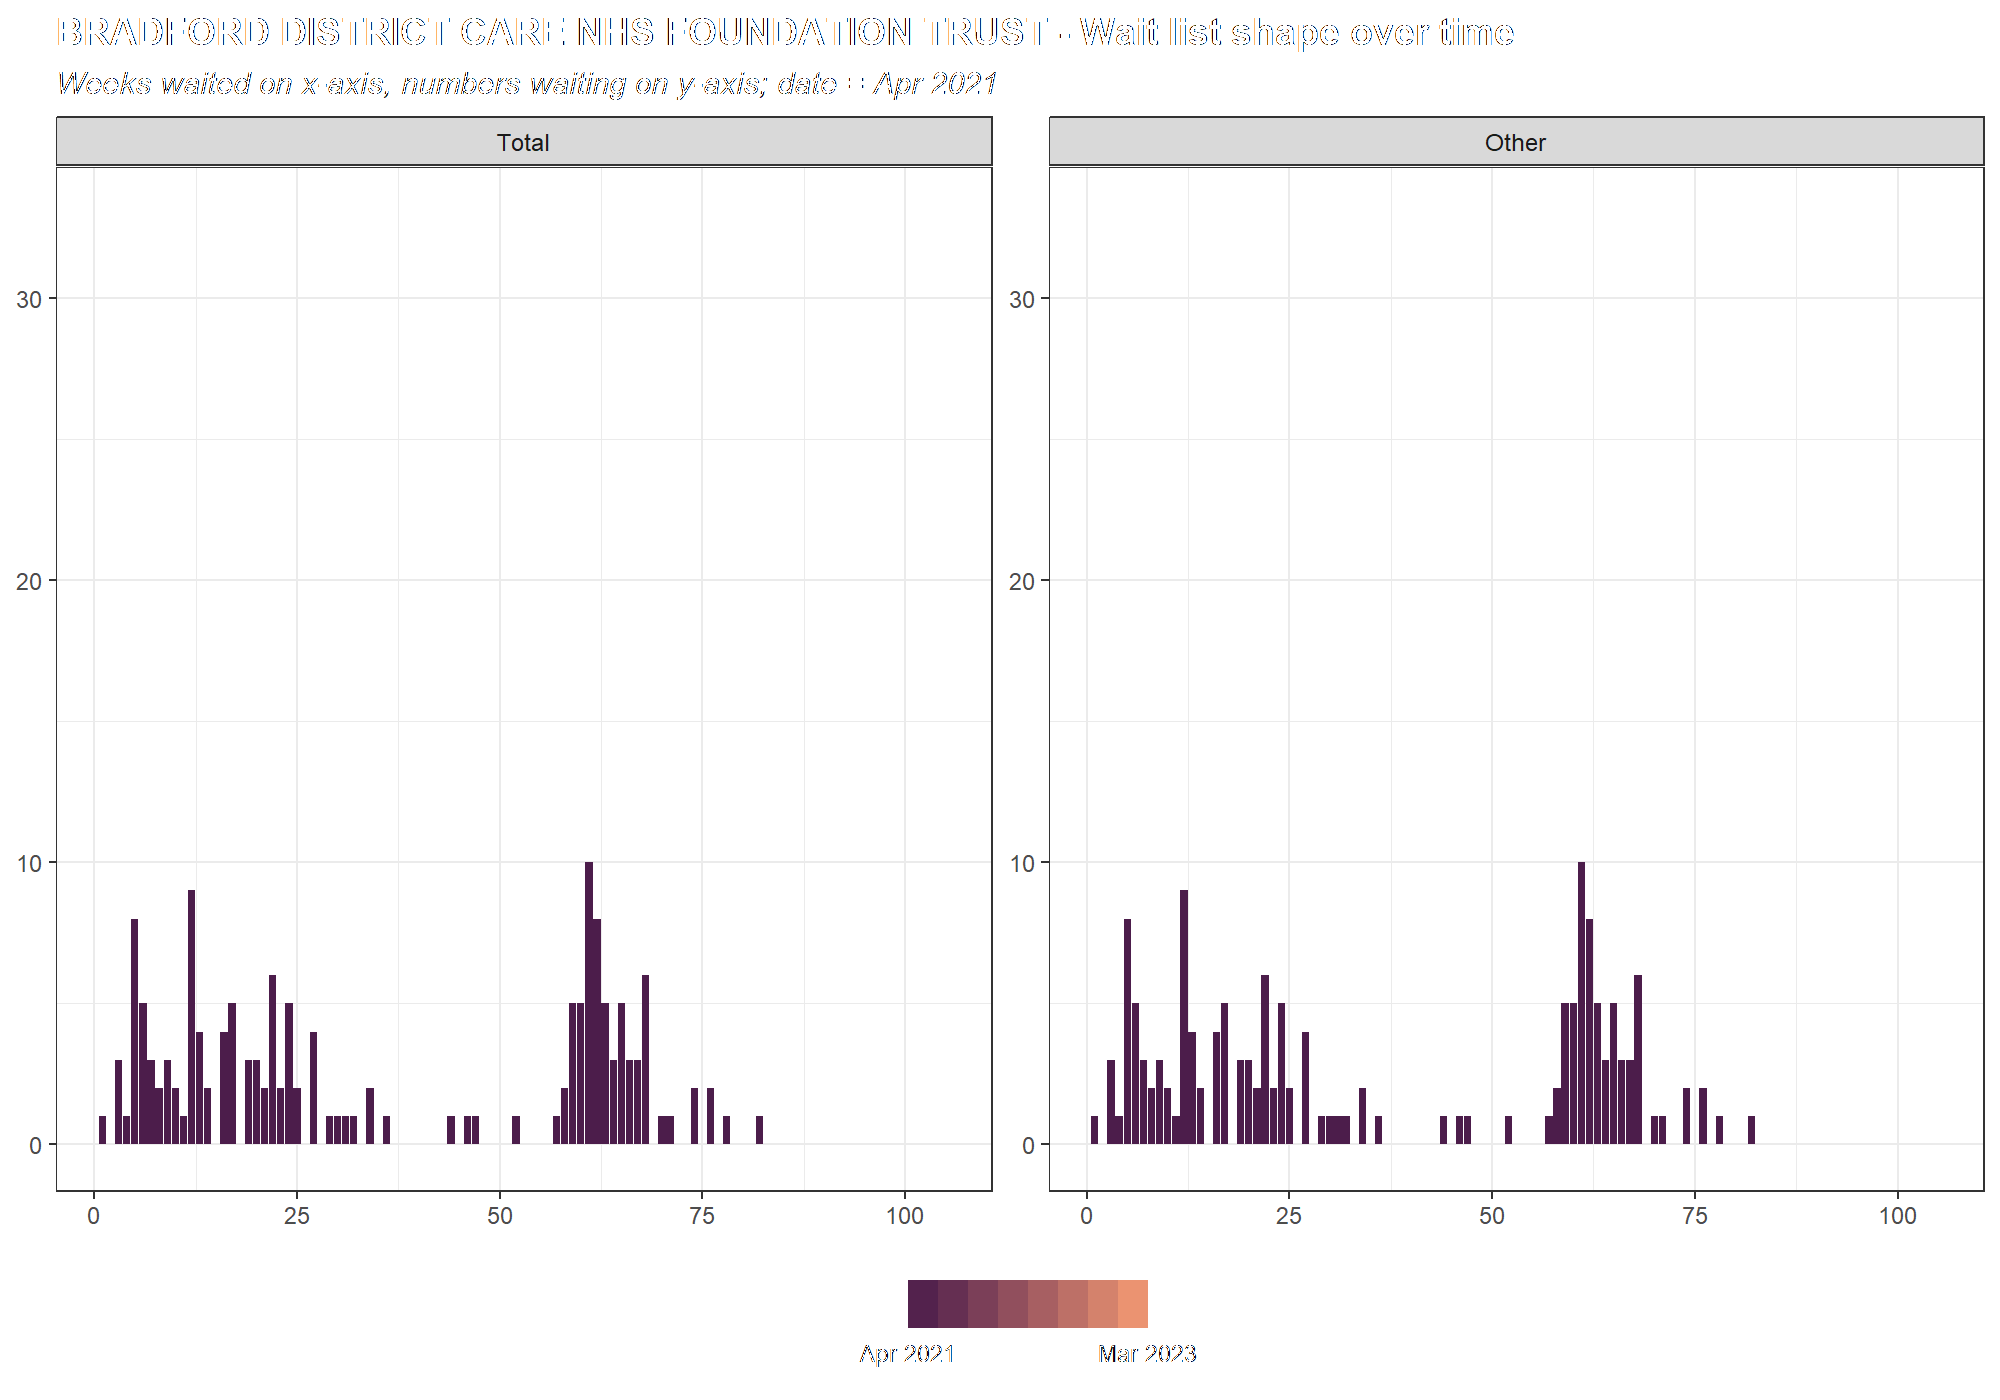 BRADFORD DISTRICT CARE NHS FOUNDATION TRUST - Wait list shape over time
Weeks waited on x-axis, numbers waiting on y-axis; date = Apr 2021
Total
Other
30
20
10
0
0 25 50 75 100
30
20
10
0
0 25 50 75 100
Apr 2021 Mar 2023